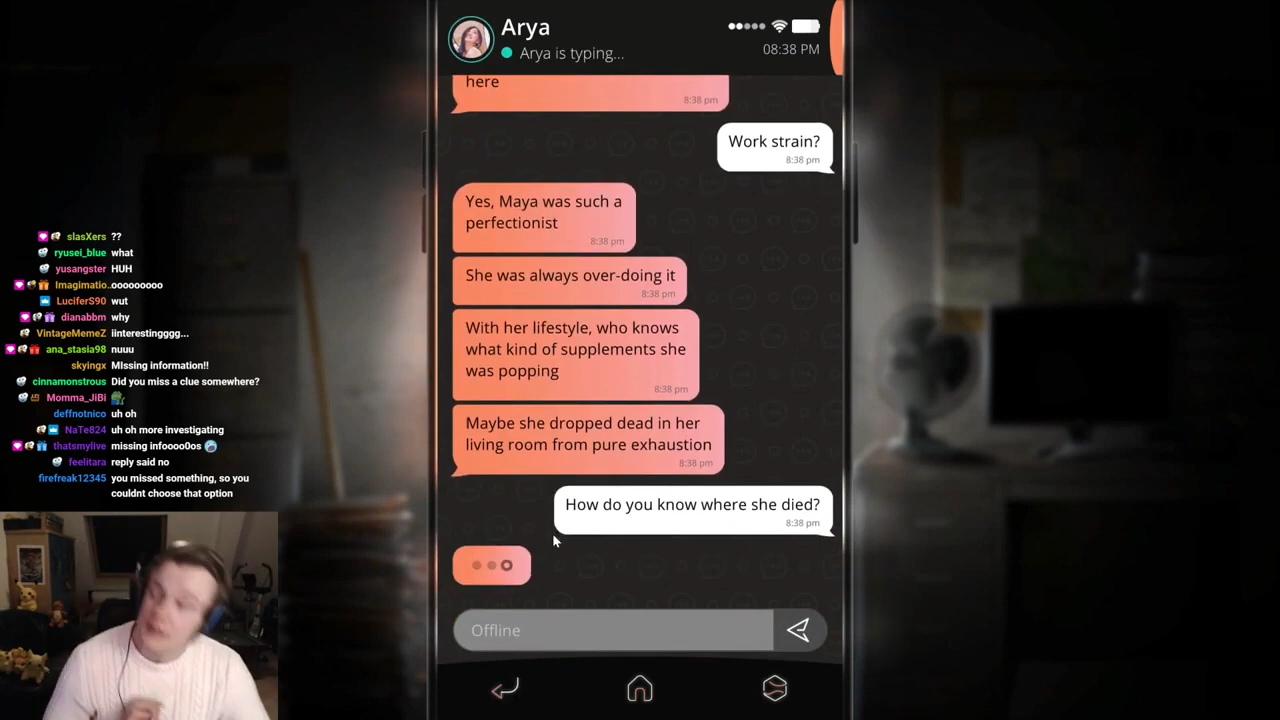 Arya
Arya is typing...
08:38 PM
here
8:38 pm
Work strain?
8:38 pm
Yes, Maya was such a
perfectionist
8:38 pm
She was always over-doing it
8:38 pm
With her lifestyle, who knows
what kind of supplements she
was popping
8:38 pm
Maybe she dropped dead in her
living room from pure exhaustion
8:38 pm
How do you know where she died?
8:38 pm
Offline
slasXers ??
ryusei_blue what
yusangster HUH
Imaginatio.. ooooooooo
LuciferS90 wut
dianabbm why
VintageMemeZ iinterestingggg...
ana_stasia98 nuuu
skyingx MIssing information!!
cinnamonstrous Did you miss a clue somewhere?
Momma_JiBi
deffnotnico uh oh
NaTe824 uh oh more investigating
thatsmylive missing infoooo0os
feelitara reply said no
firefreak12345 you missed something, so you
couldnt choose that option